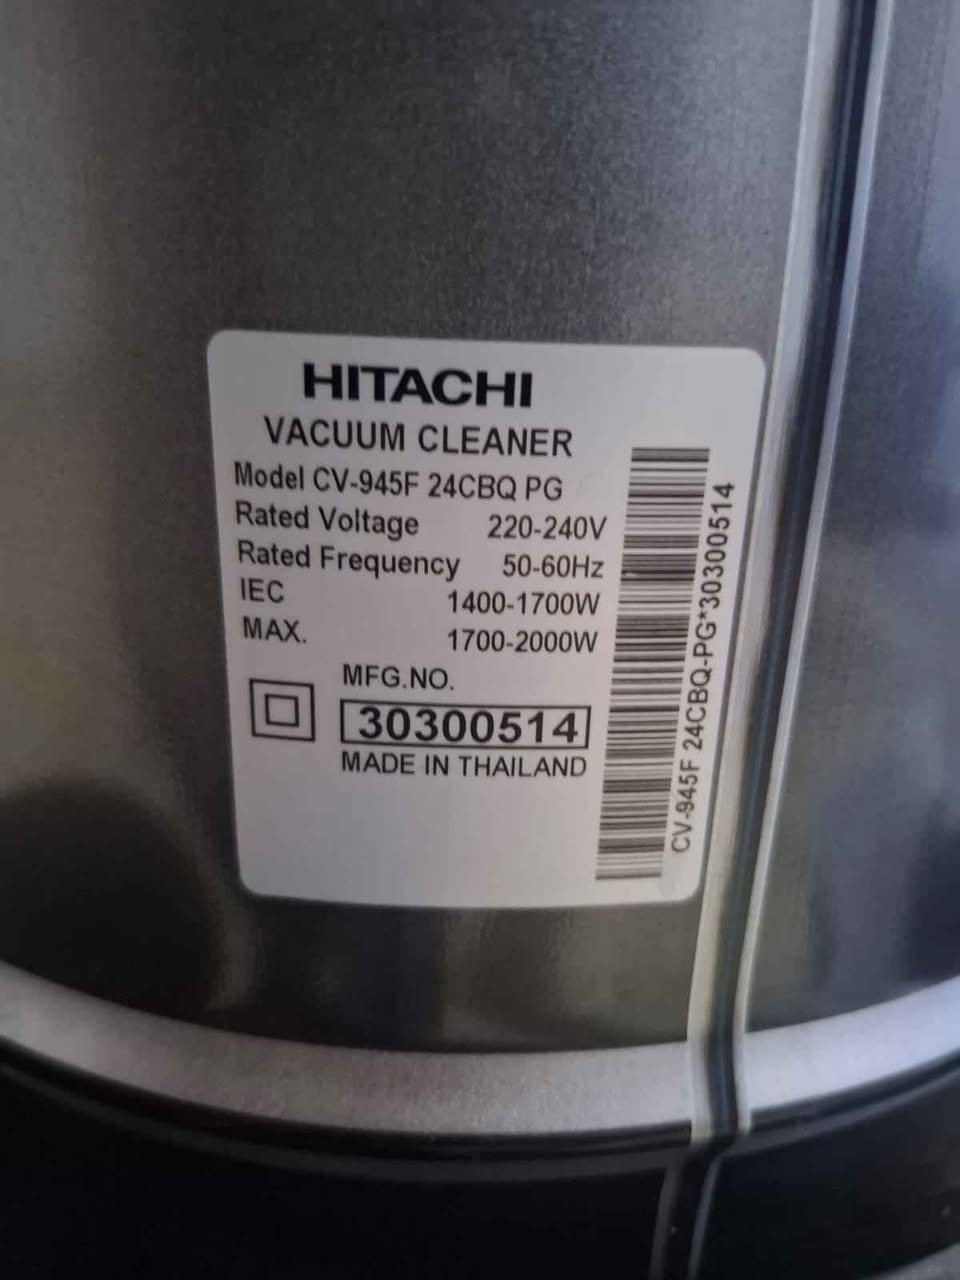 HITACHI
VACUUM CLEANER
Model CV-945F 24CBQ PG
Rated Voltage 220-240V
Rated Frequency 50-60Hz
IEC 1400-1700W
MAX. 1700-2000W
MFG.NO.
30300514
MADE IN THAILAND
CV-945F 24CBQ-PG*30300514